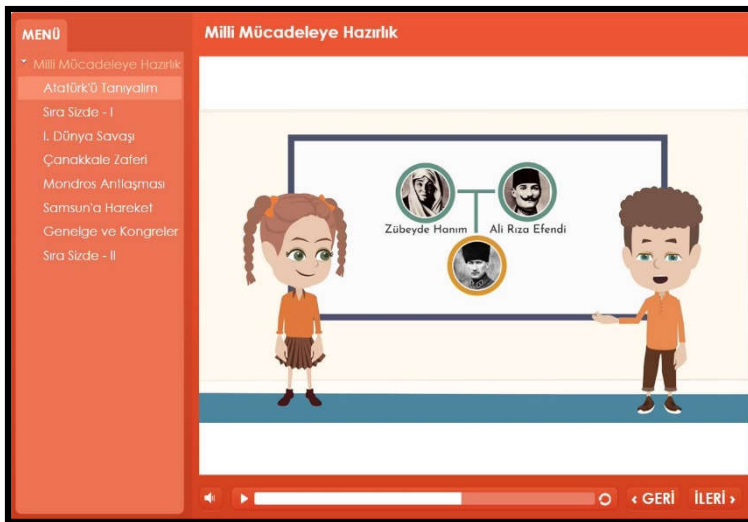 MENÜ
Milli Mücadeleye Hazırlık
Milli Mücadeleye Hazırlık
Atatürk'ü Tanıyalım
Sıra Sizde - I
I. Dünya Savaşı
Çanakkale Zaferi
Mondros Antlaşması
Samsun'a Hareket
Genelge ve Kongreler
Sıra Sizde - II
Zübeyde Hanım Ali Rıza Efendi
‹ GERİ İLERİ ›